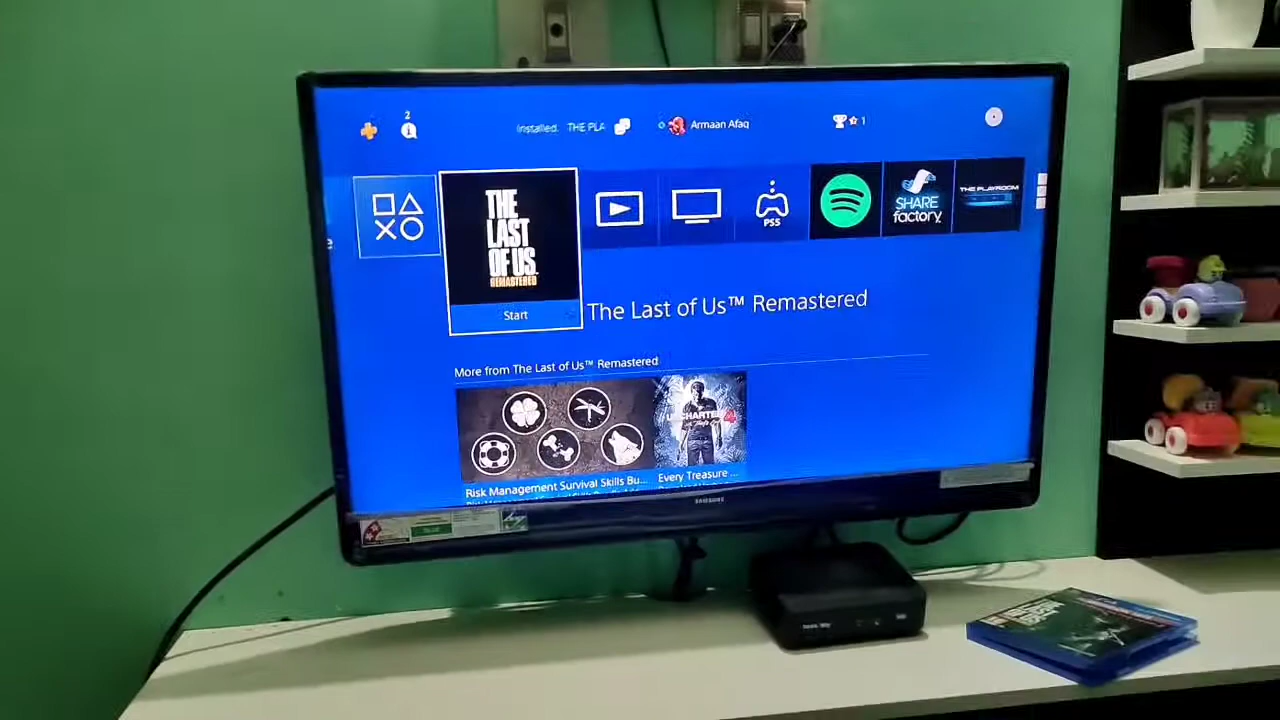 2
Installed. THE PLA
Armaan Afaq
1
THE LAST OF US REMASTERED
Start
PS5
SHARE factory
THE PLAYROOM
The Last of Us™ Remastered
More from The Last of Us™ Remastered
UNCHARTED 4
Risk Management Survival Skills Bu...
Every Treasure ...
SAMSUNG